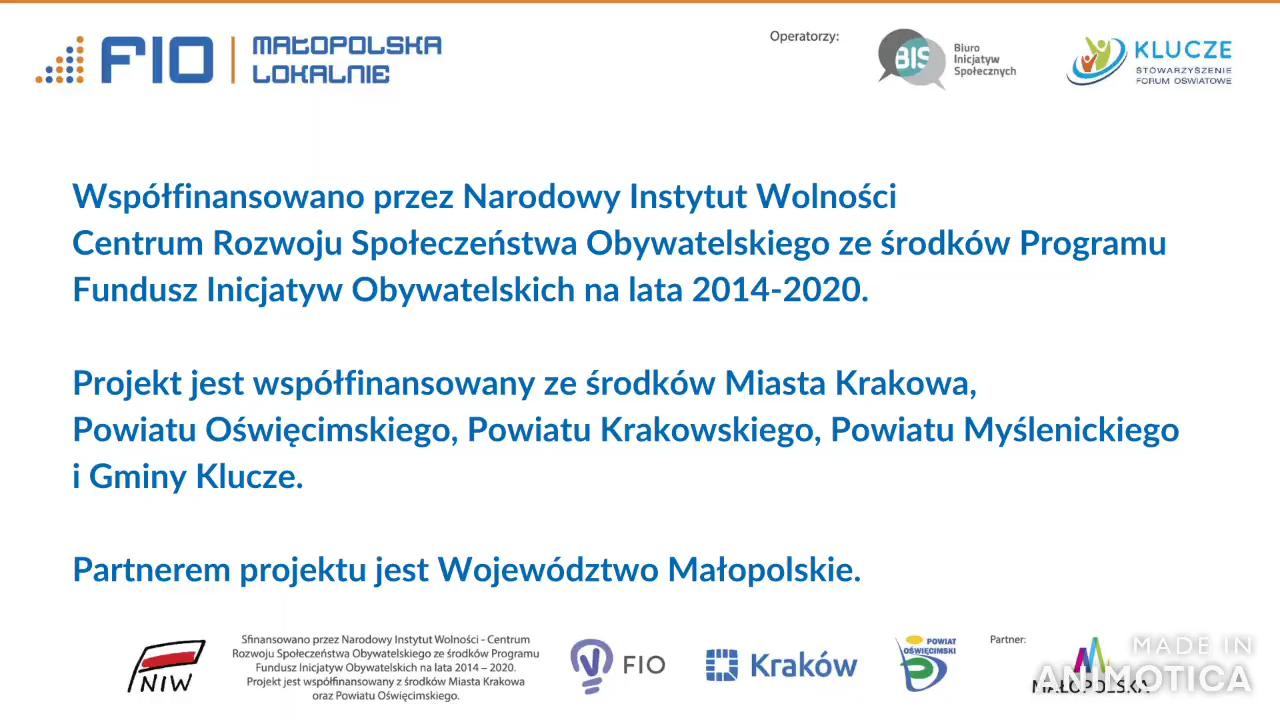 FIO
MAŁOPOLSKA
LOKALNIE
Operatorzy:
BIS
Biuro
Inicjatyw
Społecznych
KLUCZE
STOWARZYSZENIE
FORUM OŚWIATOWE
Współfinansowano przez Narodowy Instytut Wolności
Centrum Rozwoju Społeczeństwa Obywatelskiego ze środków Programu
Fundusz Inicjatyw Obywatelskich na lata 2014-2020.
Projekt jest współfinansowany ze środków Miasta Krakowa,
Powiatu Oświęcimskiego, Powiatu Krakowskiego, Powiatu Myślenickiego
i Gminy Klucze.
Partnerem projektu jest Województwo Małopolskie.
NIW
Sfinansowano przez Narodowy Instytut Wolności - Centrum
Rozwoju Społeczeństwa Obywatelskiego ze środków Programu
Fundusz Inicjatyw Obywatelskich na lata 2014 – 2020.
Projekt jest współfinansowany z środków Miasta Krakowa
oraz Powiatu Oświęcimskiego.
FIO
Kraków
POWIAT
OŚWIĘCIMSKI
Partner:
MAŁOPOLSKA
MADE IN
ANIMOTICA